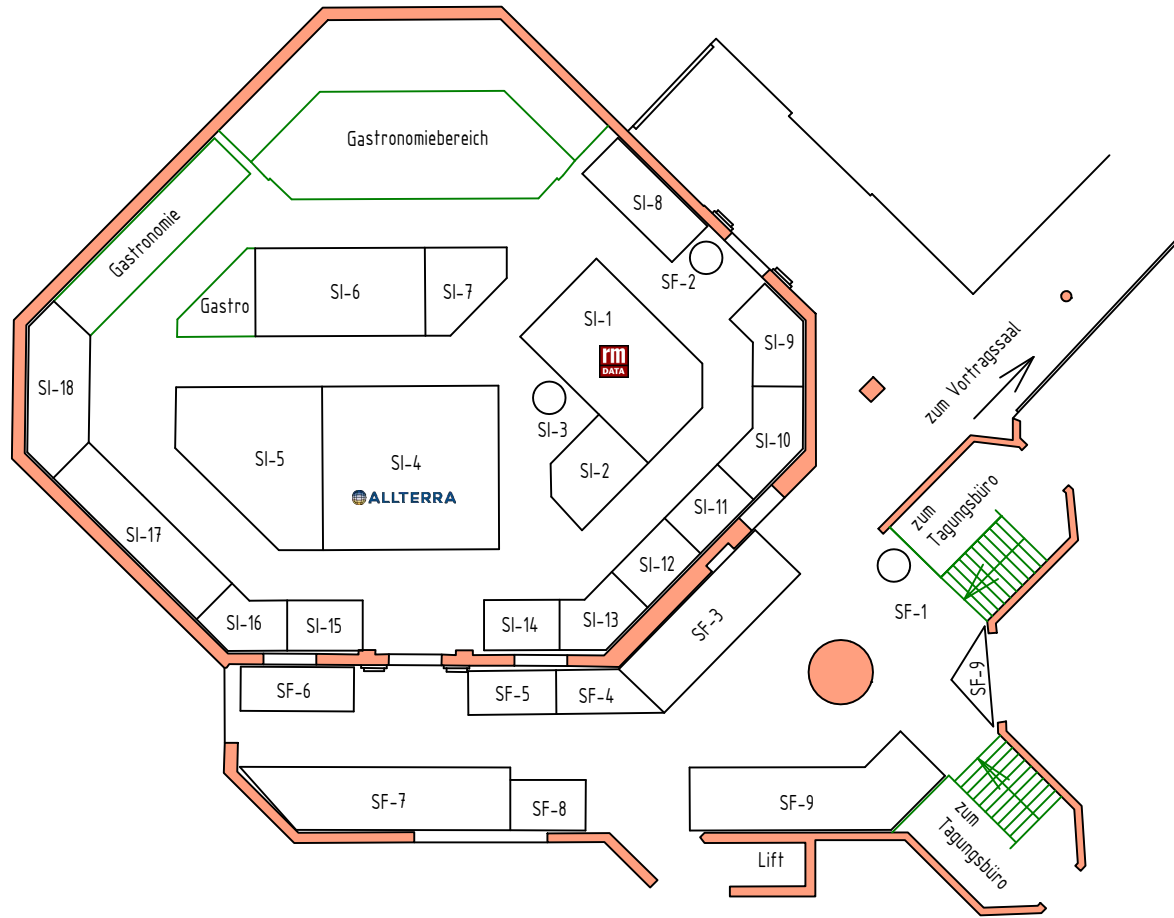 Gastronomiebereich
SI-8
Gastronomie
SF-2
Gastro
SI-6
SI-7
SI-1
rm
DATA
SI-9
zum Vortragssaal
SI-18
SI-3
SI-10
SI-5
SI-4
ALLTERRA
SI-2
SI-11
zum
Tagungsbüro
SI-17
SI-12
SF-1
SI-16
SI-15
SI-14
SI-13
SF-3
SF-9
SF-6
SF-5
SF-4
SF-7
SF-8
SF-9
zum
Tagungsbüro
Lift